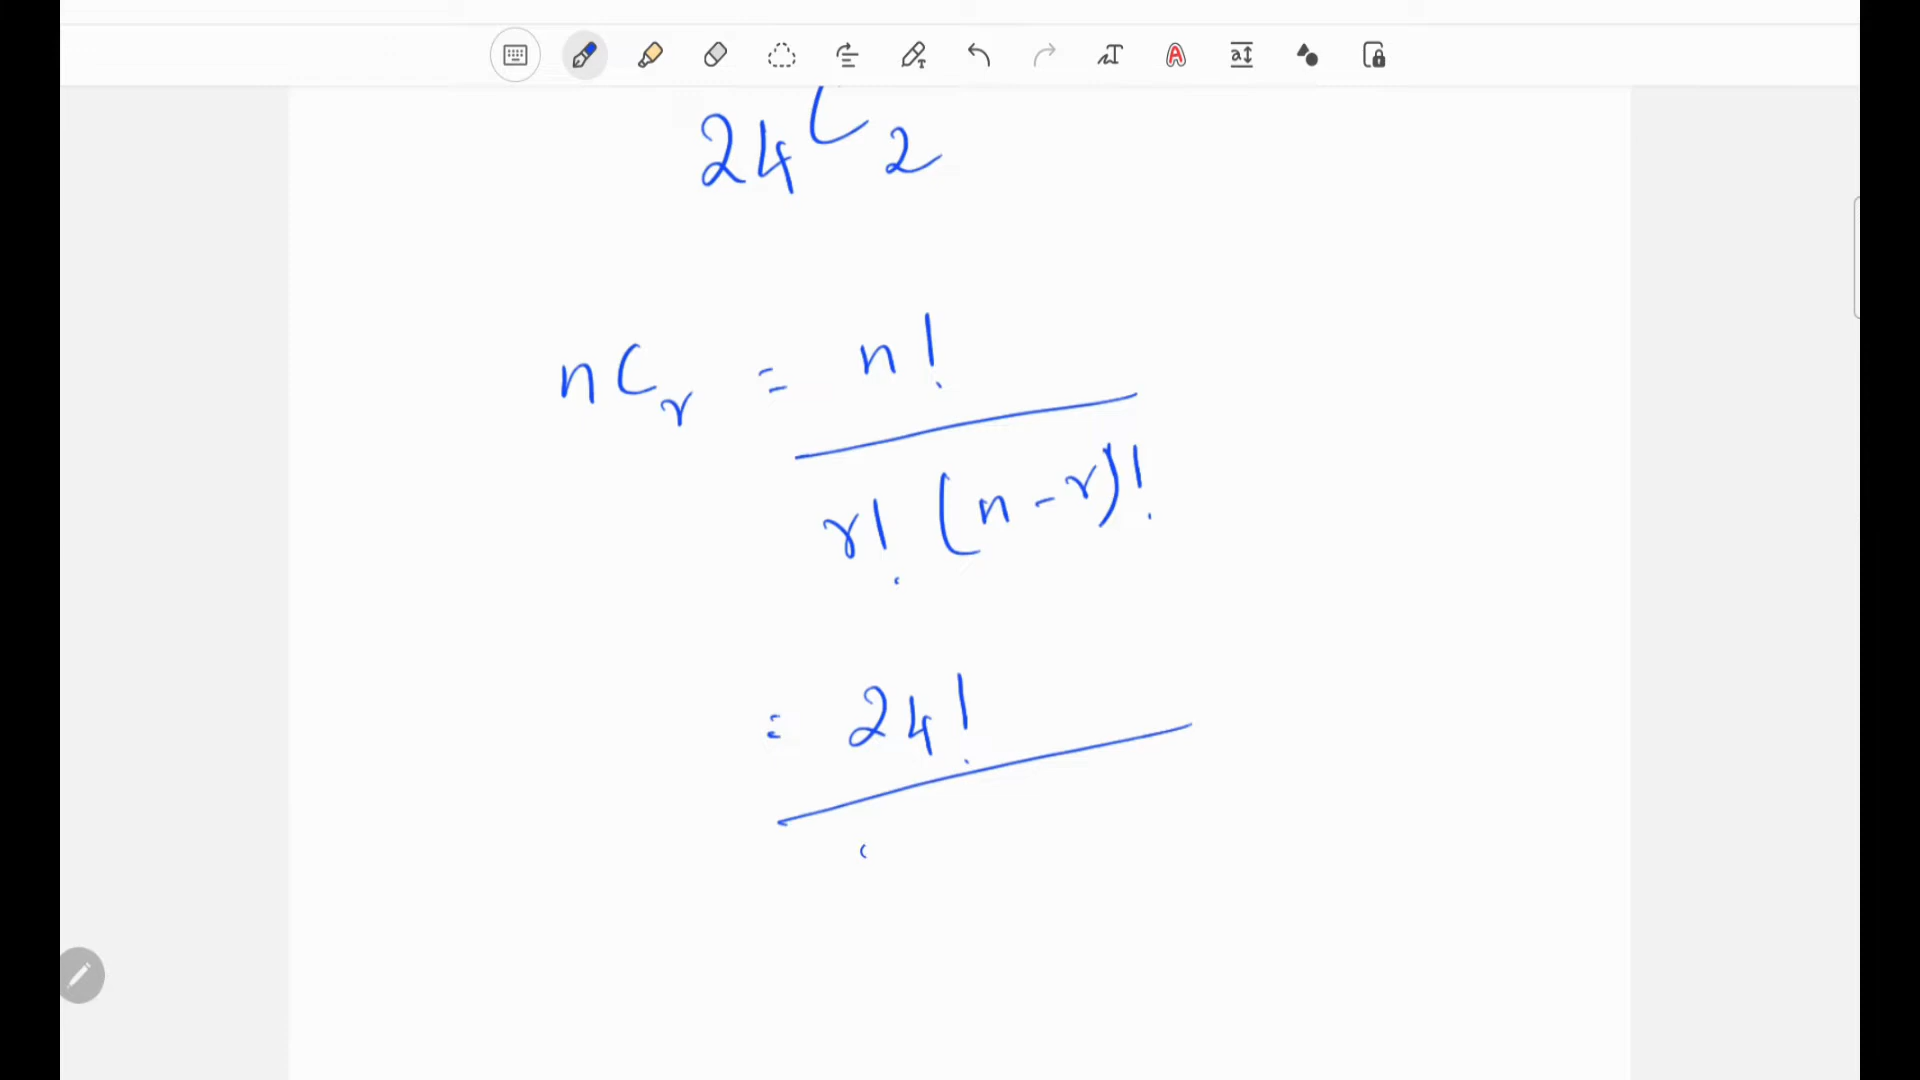 24C2
nCr = n!
r! (n-r)!
= 24!